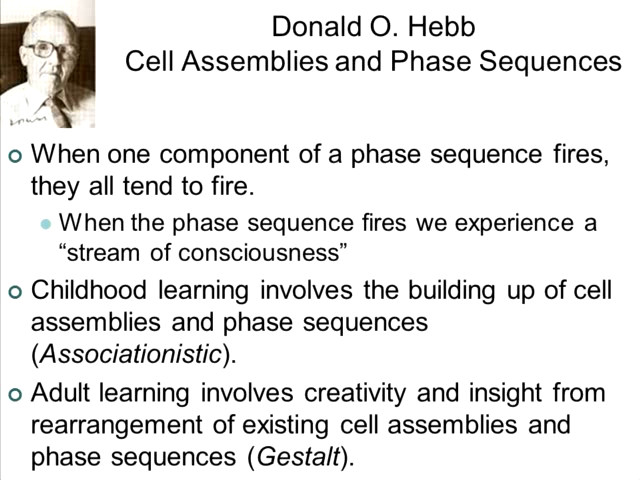 Donald O. Hebb
Cell Assemblies and Phase Sequences
When one component of a phase sequence fires,
they all tend to fire.
When the phase sequence fires we experience a
“stream of consciousness”
Childhood learning involves the building up of cell
assemblies and phase sequences
(Associationistic).
Adult learning involves creativity and insight from
rearrangement of existing cell assemblies and
phase sequences (Gestalt).